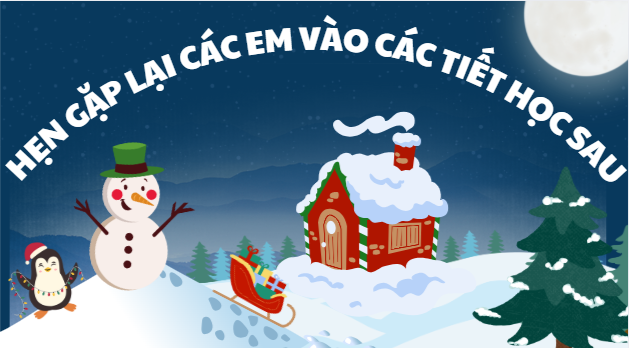 HẸN GẶP LẠI CÁC EM VÀO CÁC TIẾT HỌC SAU